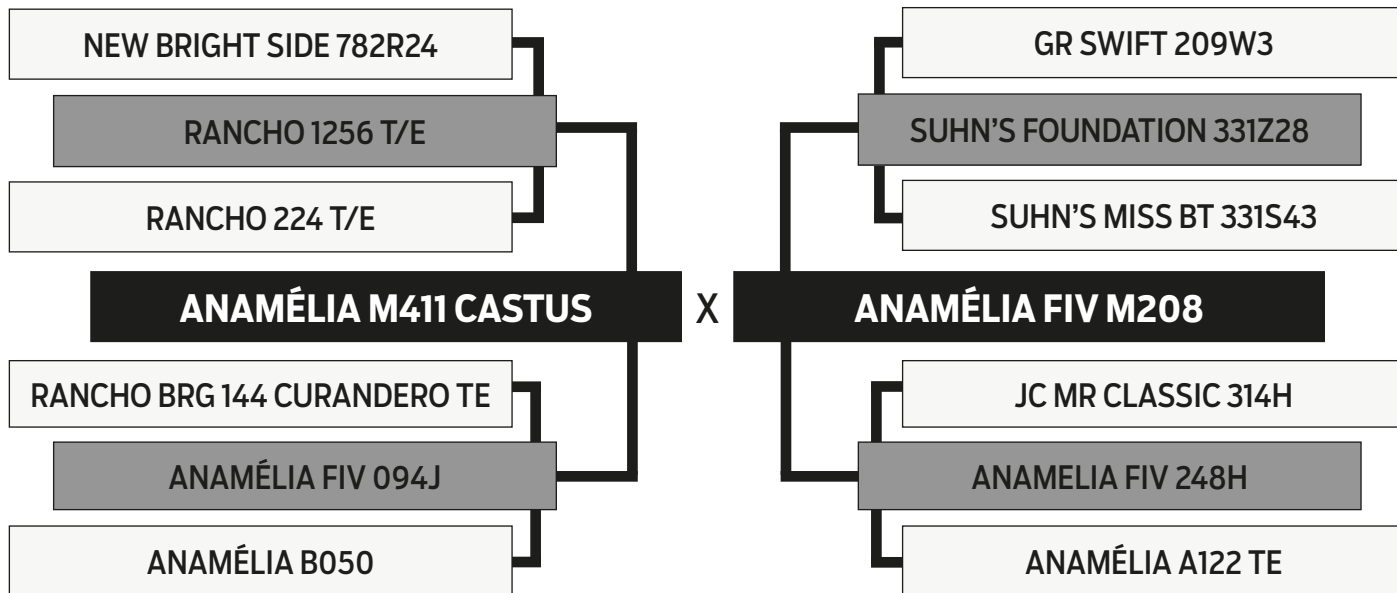 NEW BRIGHT SIDE 782R24
GR SWIFT 209W3
RANCHO 1256 T/E
SUHN'S FOUNDATION 331Z28
RANCHO 224 T/E
SUHN'S MISS BT 331S43
ANAMÉLIA M411 CASTUS X ANAMÉLIA FIV M208
RANCHO BRG 144 CURANDERO TE
JC MR CLASSIC 314H
ANAMÉLIA FIV 094J
ANAMELIA FIV 248H
ANAMÉLIA B050
ANAMÉLIA A122 TE